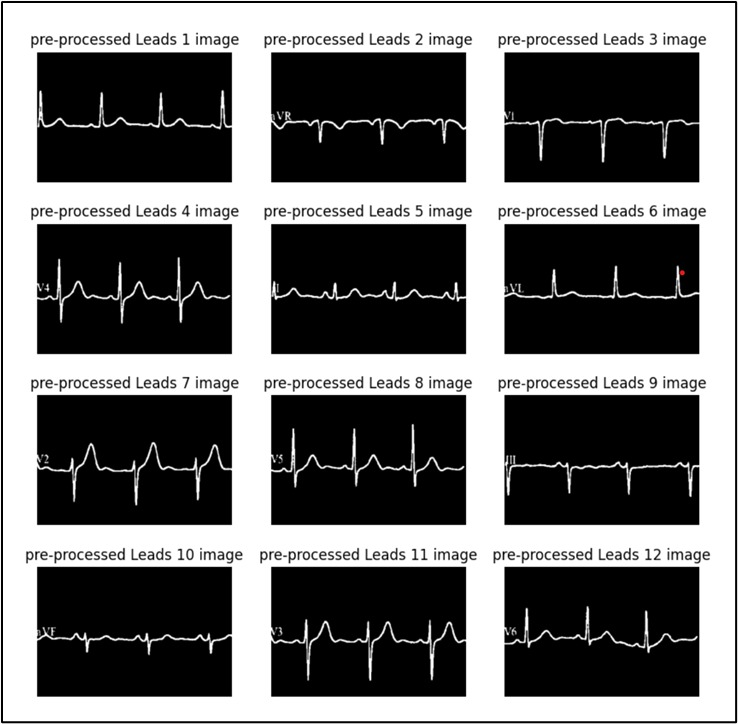 pre-processed Leads 1 image
pre-processed Leads 2 image
pre-processed Leads 3 image
aVR
V1
pre-processed Leads 4 image
pre-processed Leads 5 image
pre-processed Leads 6 image
V4
II
aVL
pre-processed Leads 7 image
pre-processed Leads 8 image
pre-processed Leads 9 image
V2
V5
III
pre-processed Leads 10 image
pre-processed Leads 11 image
pre-processed Leads 12 image
aVF
V3
V6